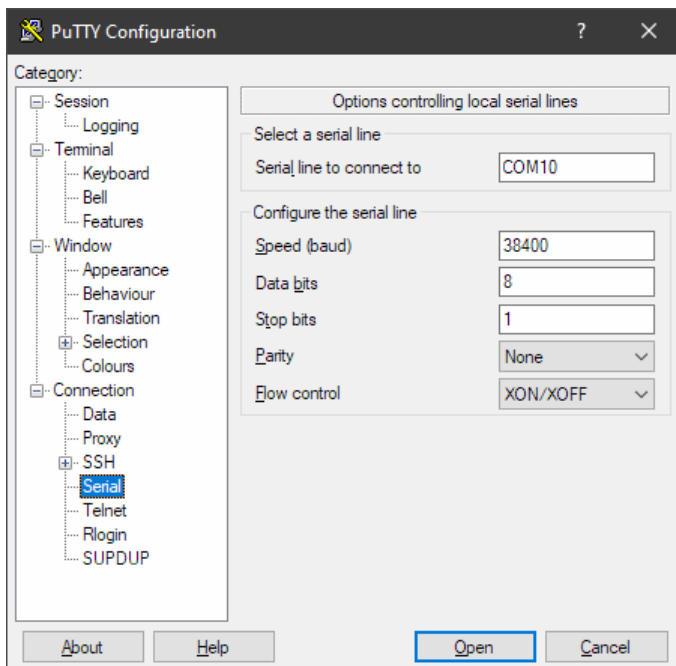 PuTTY Configuration
?
Category:
Session
Logging
Terminal
Keyboard
Bell
Features
Window
Appearance
Behaviour
Translation
Selection
Colours
Connection
Data
Proxy
SSH
Serial
Telnet
Rlogin
SUPDUP
Options controlling local serial lines
Select a serial line
Serial line to connect to COM10
Configure the serial line
Speed (baud) 38400
Data bits 8
Stop bits 1
Parity None
Flow control XON/XOFF
About Help Open Cancel